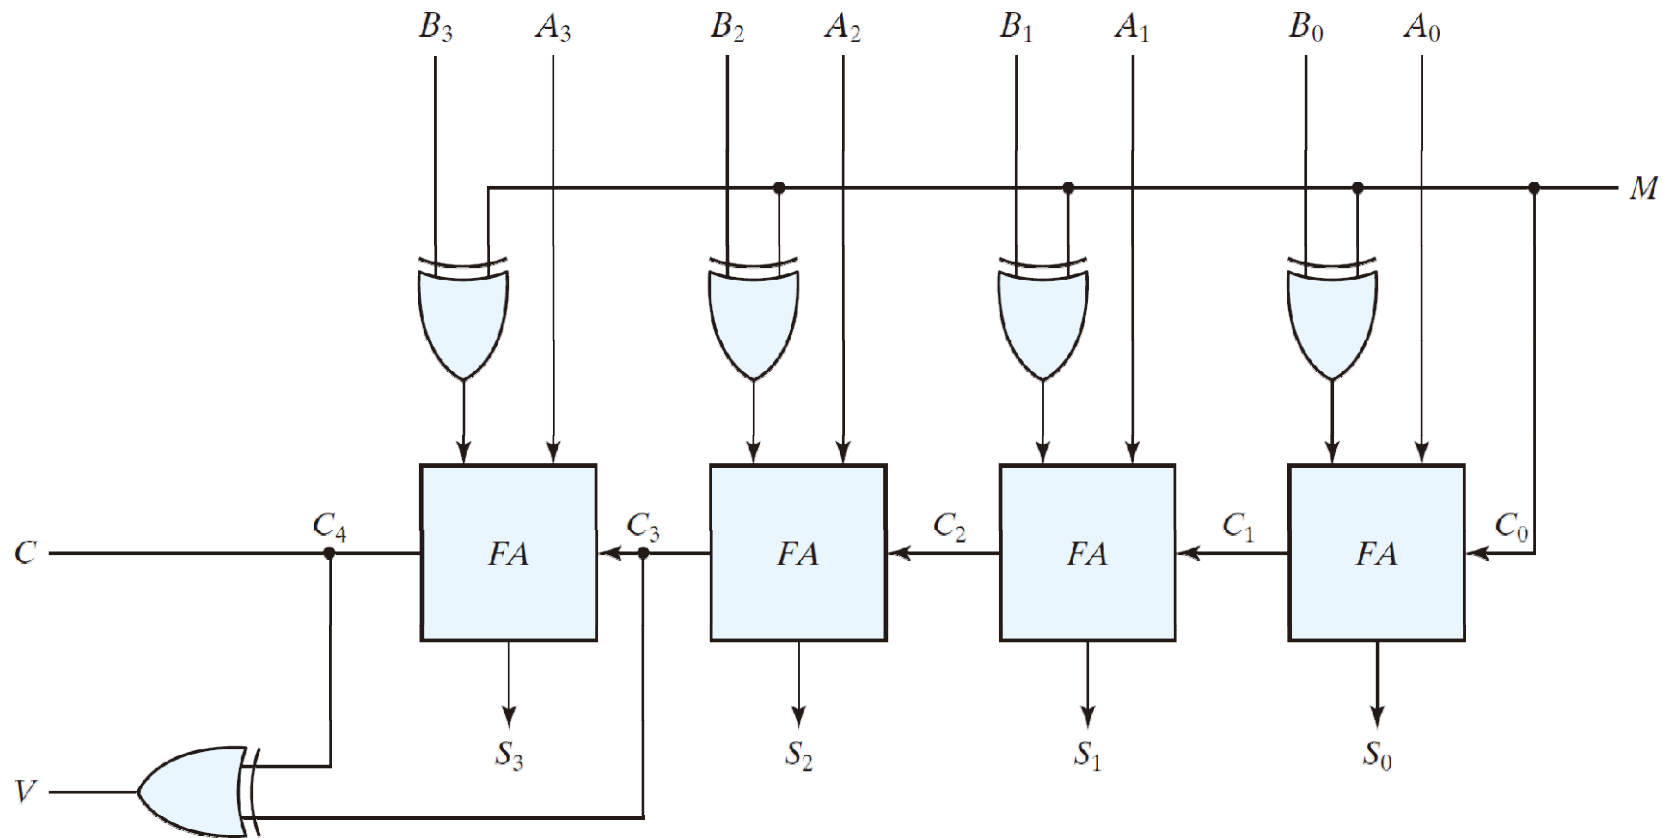 B₃ A₃ B₂ A₂ B₁ A₁ B₀ A₀
M
C₄ C₃ C₂ C₁ C₀
C FA FA FA FA
S₃ S₂ S₁ S₀
V